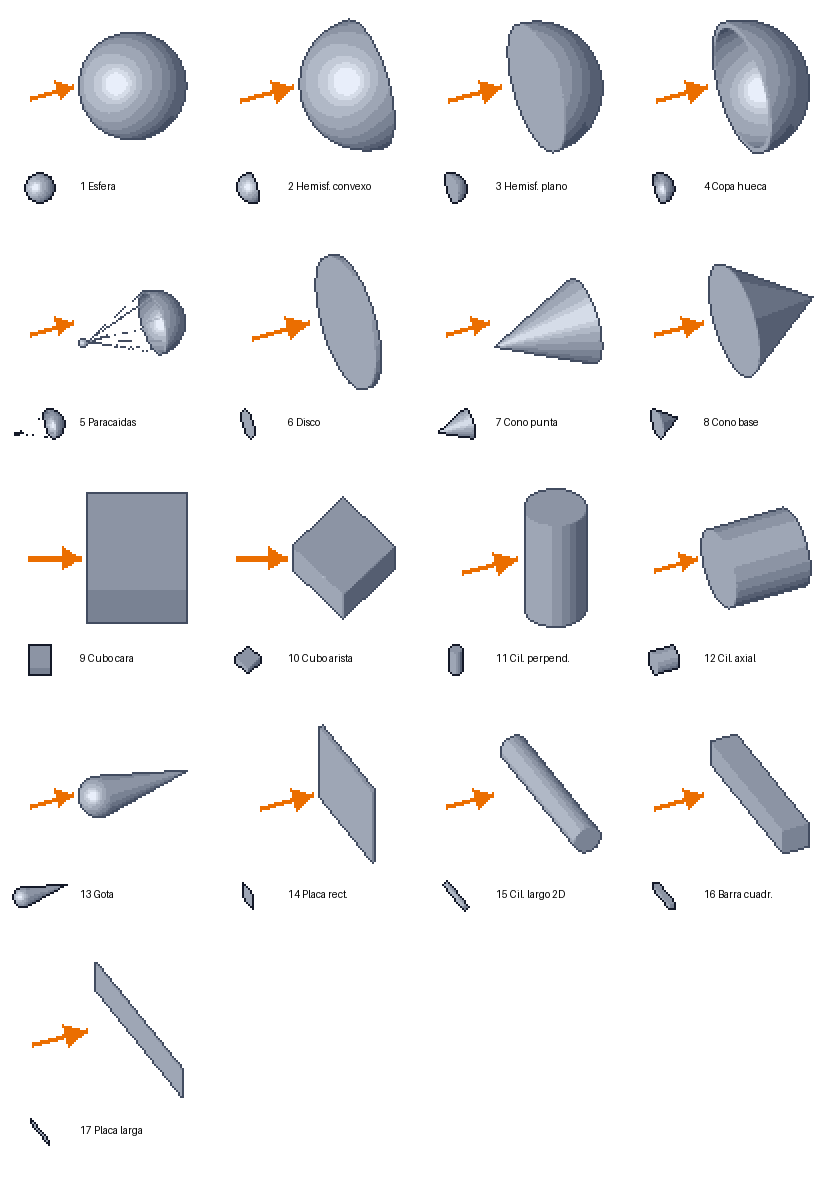 1 Esfera
2 Hemisf. convexo
3 Hemisf. plano
4 Copa hueca
5 Paracaidas
6 Disco
7 Cono punta
8 Cono base
9 Cubo cara
10 Cubo arista
11 Cil. perpend.
12 Cil. axial
13 Gota
14 Placa rect.
15 Cil. largo 2D
16 Barra cuadr.
17 Placa larga